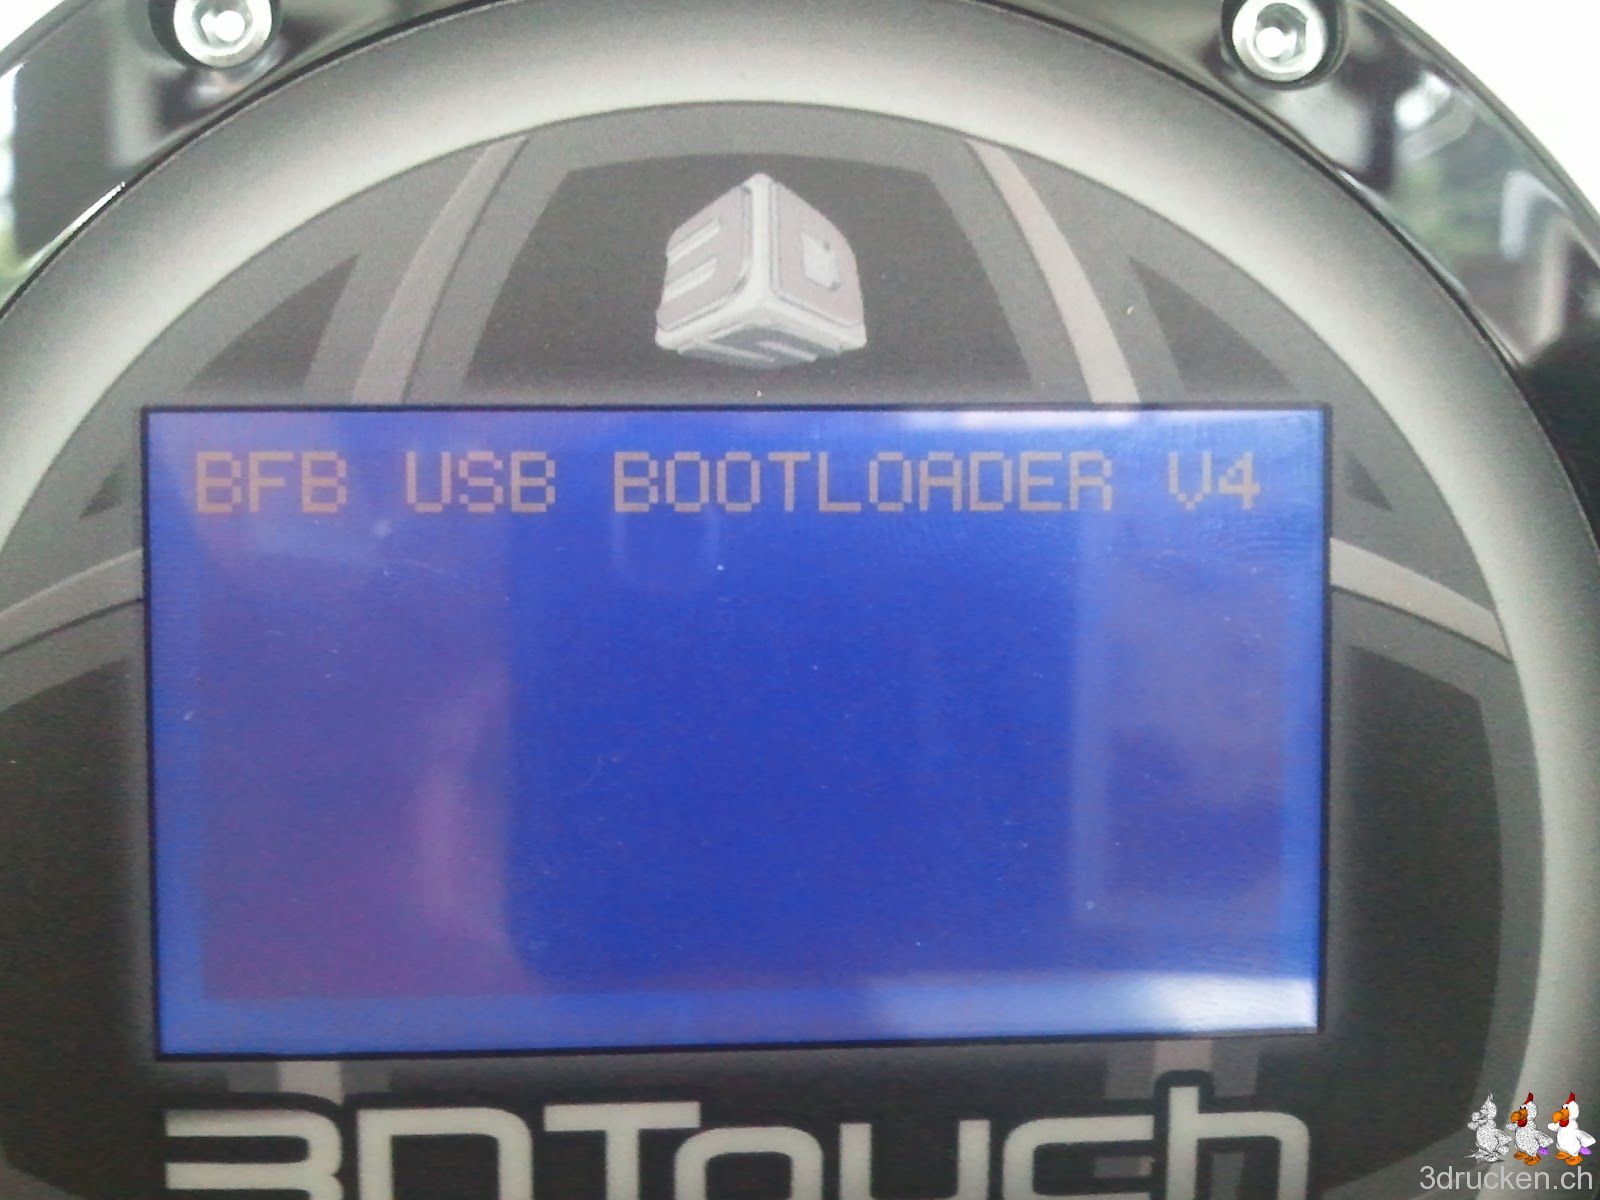 BFB USB BOOTLOADER V4
3DTouch
3drucken.ch